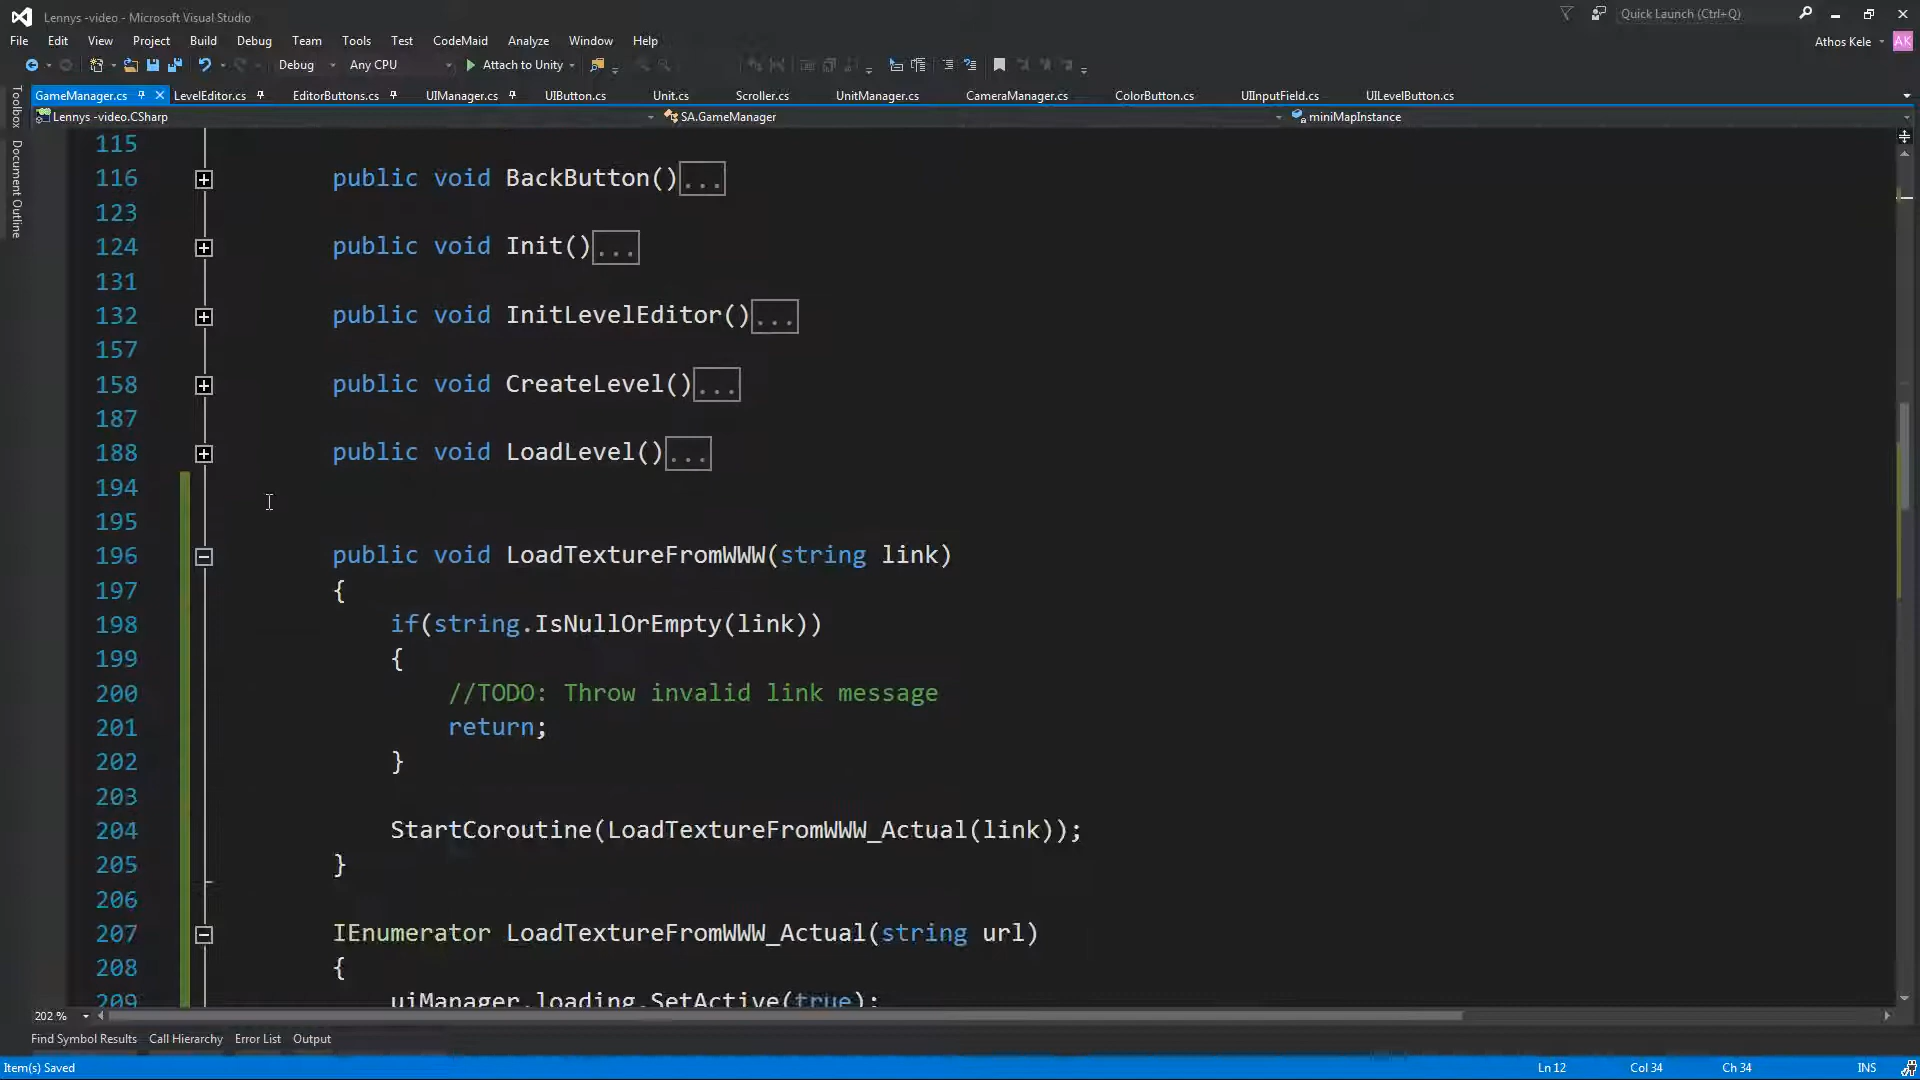 Lennys -video - Microsoft Visual Studio
Quick Launch (Ctrl+Q)
File Edit View Project Build Debug Team Tools Test CodeMaid Analyze Window Help
Athos Kele AK
Debug Any CPU Attach to Unity
GameManager.cs LevelEditor.cs EditorButtons.cs UIManager.cs UIButton.cs Unit.cs Scroller.cs UnitManager.cs CameraManager.cs ColorButton.cs UIInputField.cs UILevelButton.cs
Lennys -video.CSharp SA.GameManager miniMapInstance
Toolbox
Document Outline
115
116 public void BackButton()...
123
124 public void Init()...
131
132 public void InitLevelEditor()...
157
158 public void CreateLevel()...
187
188 public void LoadLevel()...
194
195
196 public void LoadTextureFromWWW(string link)
197 {
198 if(string.IsNullOrEmpty(link))
199 {
200 //TODO: Throw invalid link message
201 return;
202 }
203
204 StartCoroutine(LoadTextureFromWWW_Actual(link));
205 }
206
207 IEnumerator LoadTextureFromWWW_Actual(string url)
208 {
209 uiManager.loading.SetActive(true);
202 %
Find Symbol Results Call Hierarchy Error List Output
Item(s) Saved Ln 12 Col 34 Ch 34 INS